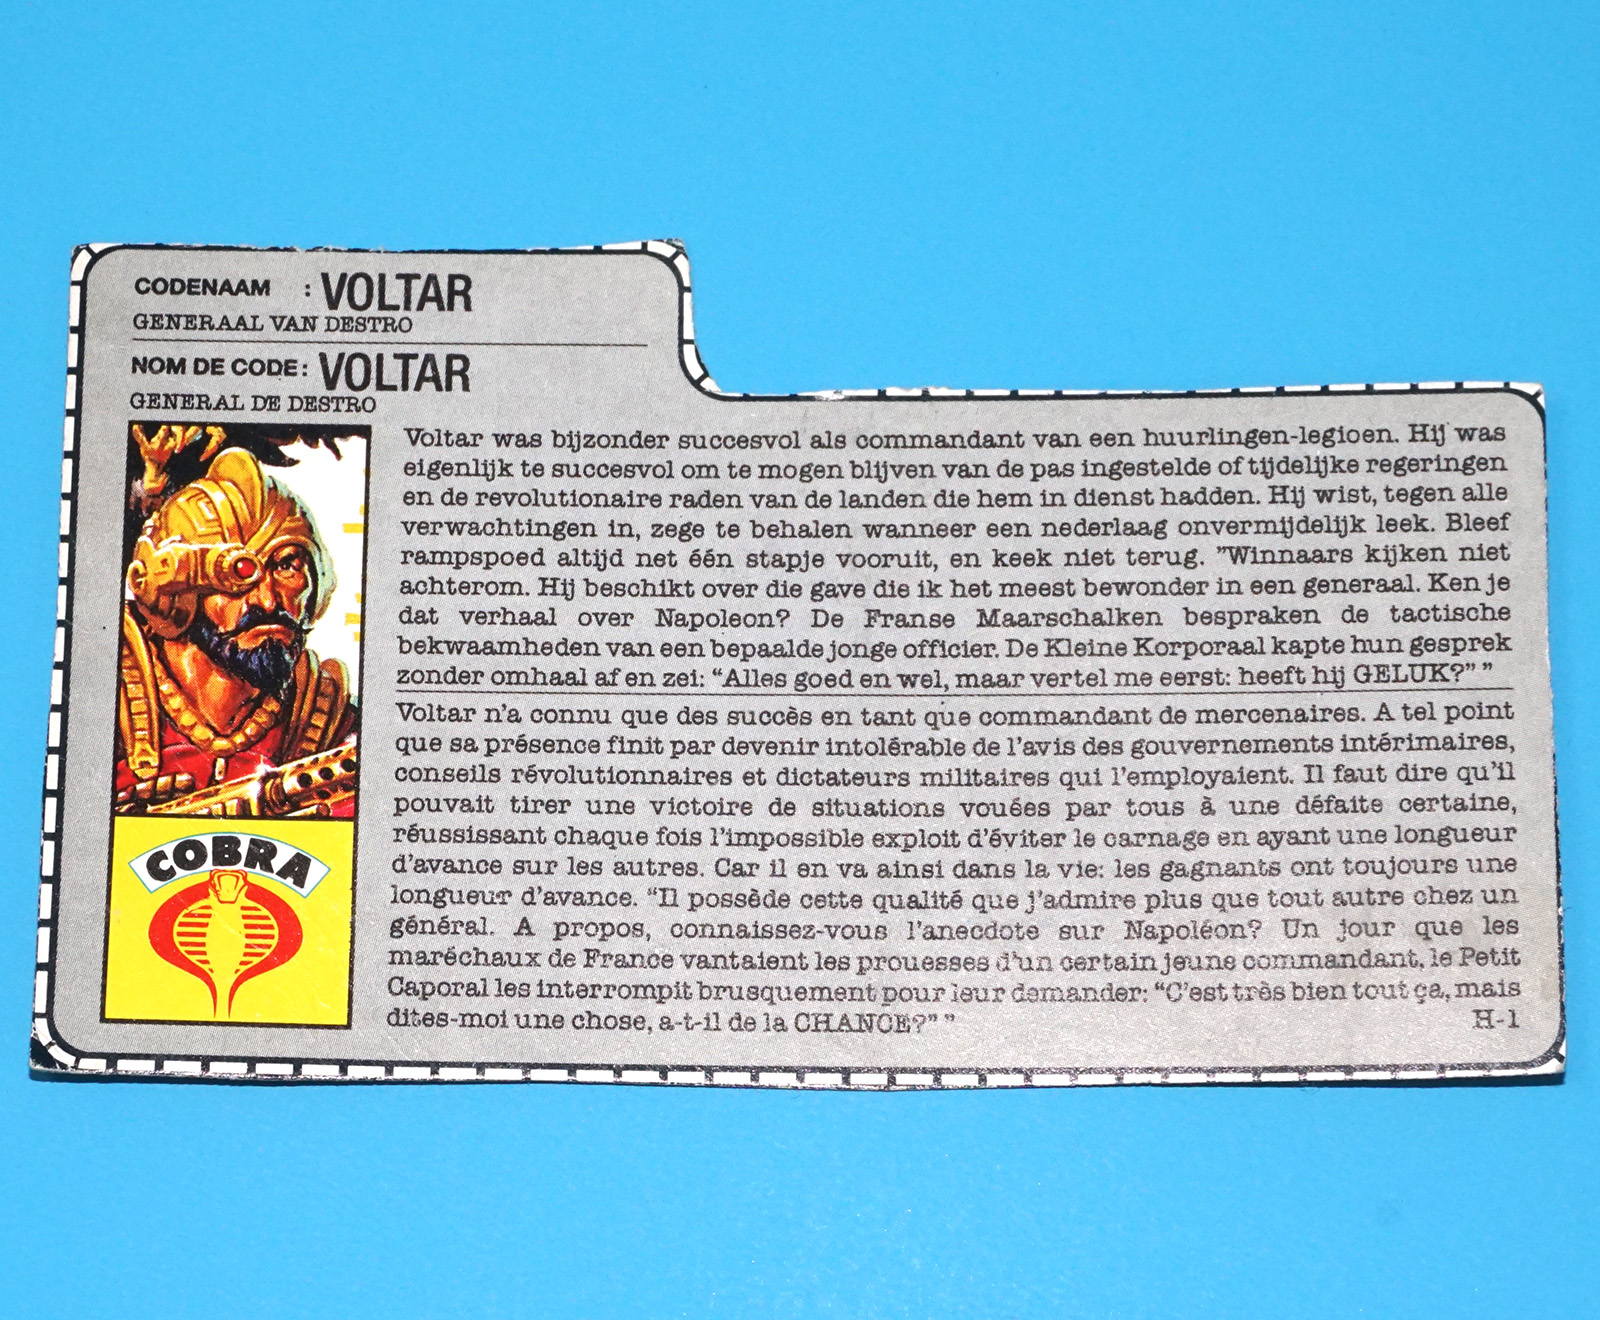 CODENAAM : VOLTAR
GENERAAL VAN DESTRO
NOM DE CODE: VOLTAR
GENERAL DE DESTRO
Voltar was bijzonder succesvol als commandant van een huurlingen-legioen. Hij was
eigenlijk te succesvol om te mogen blijven van de pas ingestelde of tijdelijke regeringen
en de revolutionaire raden van de landen die hem in dienst hadden. Hij wist, tegen alle
verwachtingen in, zege te behalen wanneer een nederlaag onvermijdelijk leek. Bleef
rampspoed altijd net één stapje vooruit, en keek niet terug. "Winnaars kijken niet
achterom. Hij beschikt over die gave die ik het meest bewonder in een generaal. Ken je
dat verhaal over Napoleon? De Franse Maarschalken bespraken de tactische
bekwaamheden van een bepaalde jonge officier. De Kleine Korporaal kapte hun gesprek
zonder omhaal af en zei: "Alles goed en wel, maar vertel me eerst: heeft hij GELUK?" "
Voltar n'a connu que des succès en tant que commandant de mercenaires. A tel point
que sa présence finit par devenir intolérable de l'avis des gouvernements intérimaires,
conseils révolutionnaires et dictateurs militaires qui l'employaient. Il faut dire qu'il
pouvait tirer une victoire de situations vouées par tous à une défaite certaine,
réussissant chaque fois l'impossible exploit d'éviter le carnage en ayant une longueur
d'avance sur les autres. Car il en va ainsi dans la vie: les gagnants ont toujours une
longueur d'avance. "Il possède cette qualité que j'admire plus que tout autre chez un
général. A propos, connaissez-vous l'anecdote sur Napoléon? Un jour que les
maréchaux de France vantaient les prouesses d'un certain jeune commandant, le Petit
Caporal les interrompit brusquement pour leur demander: "C'est très bien tout ça, mais
dites-moi une chose, a-t-il de la CHANCE?" "
H-1
COBRA